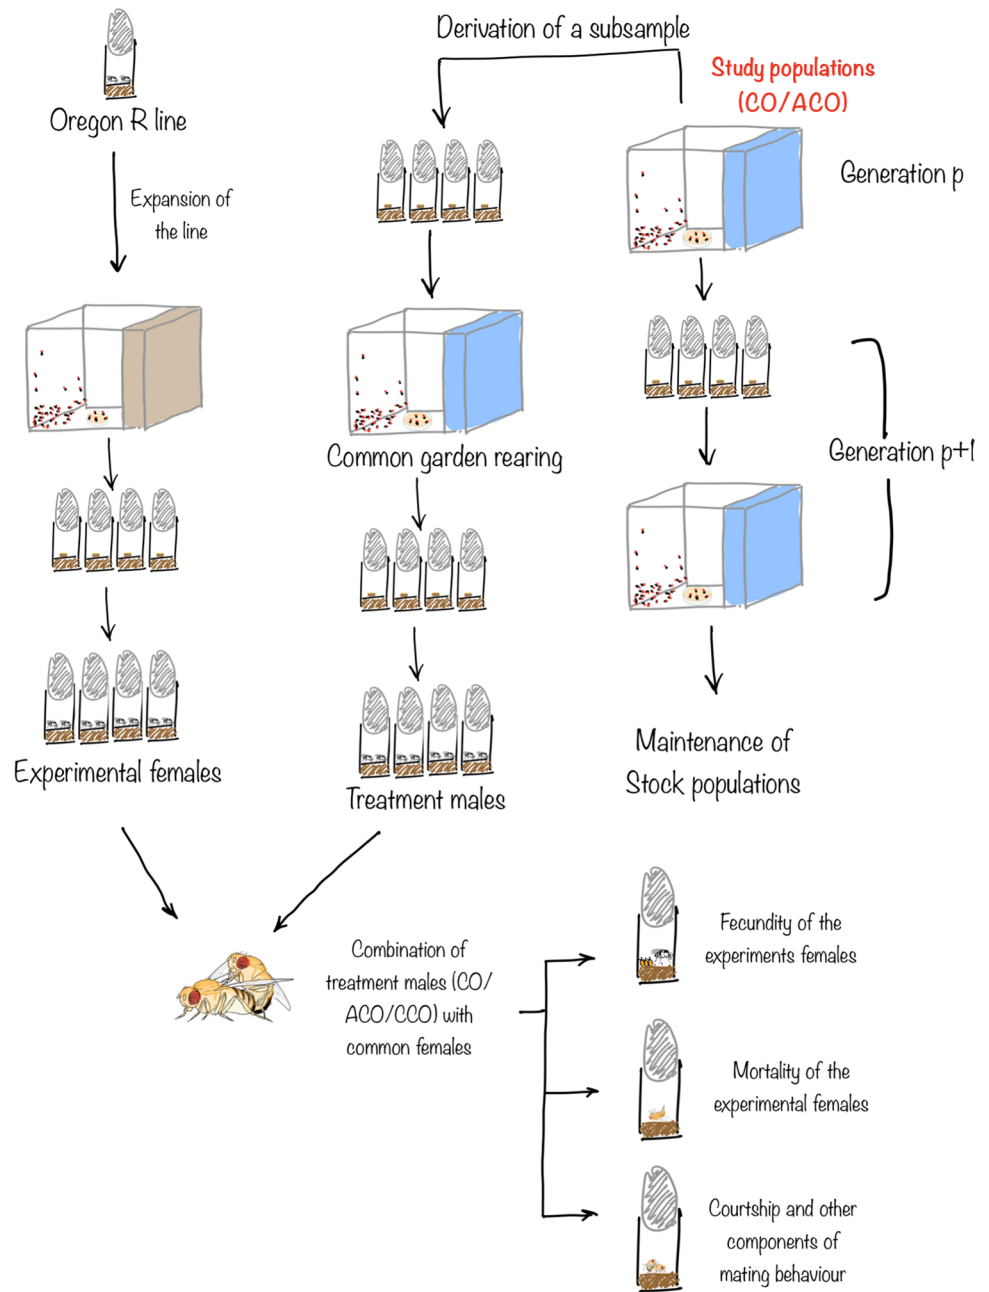 Derivation of a subsample
Study populations
(CO/ACO)
Oregon R line
Generation p
Expansion of
the line
Common garden rearing
Generation p+1
Experimental females
Treatment males
Maintenance of
Stock populations
Combination of
treatment males (CO/
ACO/CCO) with
common females
Fecundity of the
experiments females
Mortality of the
experimental females
Courtship and other
components of
mating behaviour